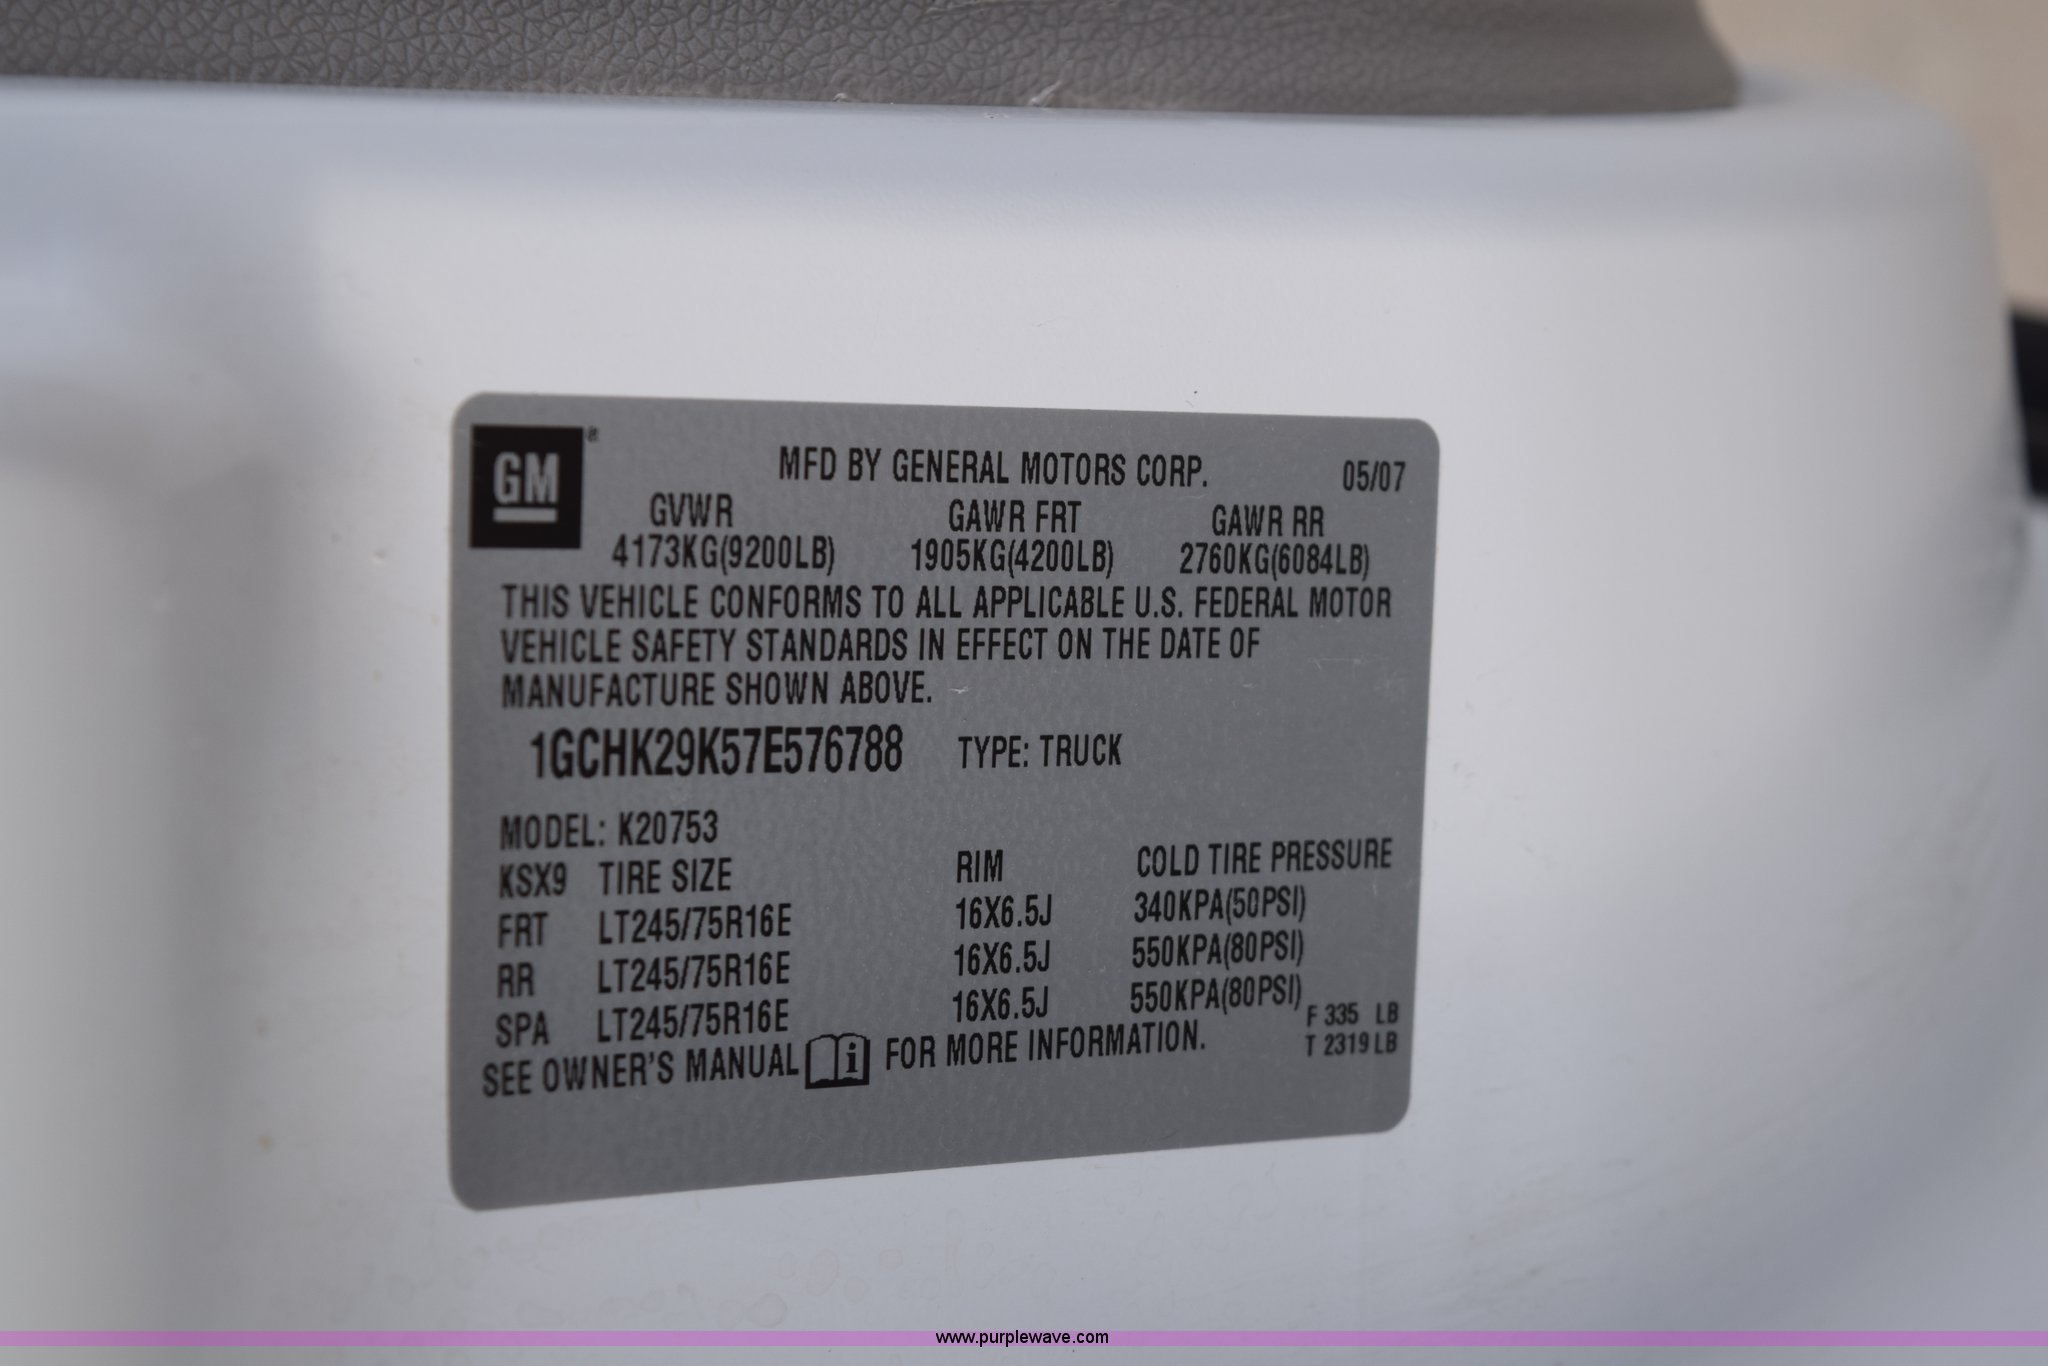 GM
MFD BY GENERAL MOTORS CORP. 05/07
GVWR GAWR FRT GAWR RR
4173KG(9200LB) 1905KG(4200LB) 2760KG(6084LB)
THIS VEHICLE CONFORMS TO ALL APPLICABLE U.S. FEDERAL MOTOR
VEHICLE SAFETY STANDARDS IN EFFECT ON THE DATE OF
MANUFACTURE SHOWN ABOVE.
1GCHK29K57E576788 TYPE: TRUCK
MODEL: K20753
KSX9 TIRE SIZE RIM COLD TIRE PRESSURE
FRT LT245/75R16E 16X6.5J 340KPA(50PSI)
RR LT245/75R16E 16X6.5J 550KPA(80PSI)
SPA LT245/75R16E 16X6.5J 550KPA(80PSI)
F 335 LB
SEE OWNER'S MANUAL i FOR MORE INFORMATION. T 2319 LB
www.purplewave.com